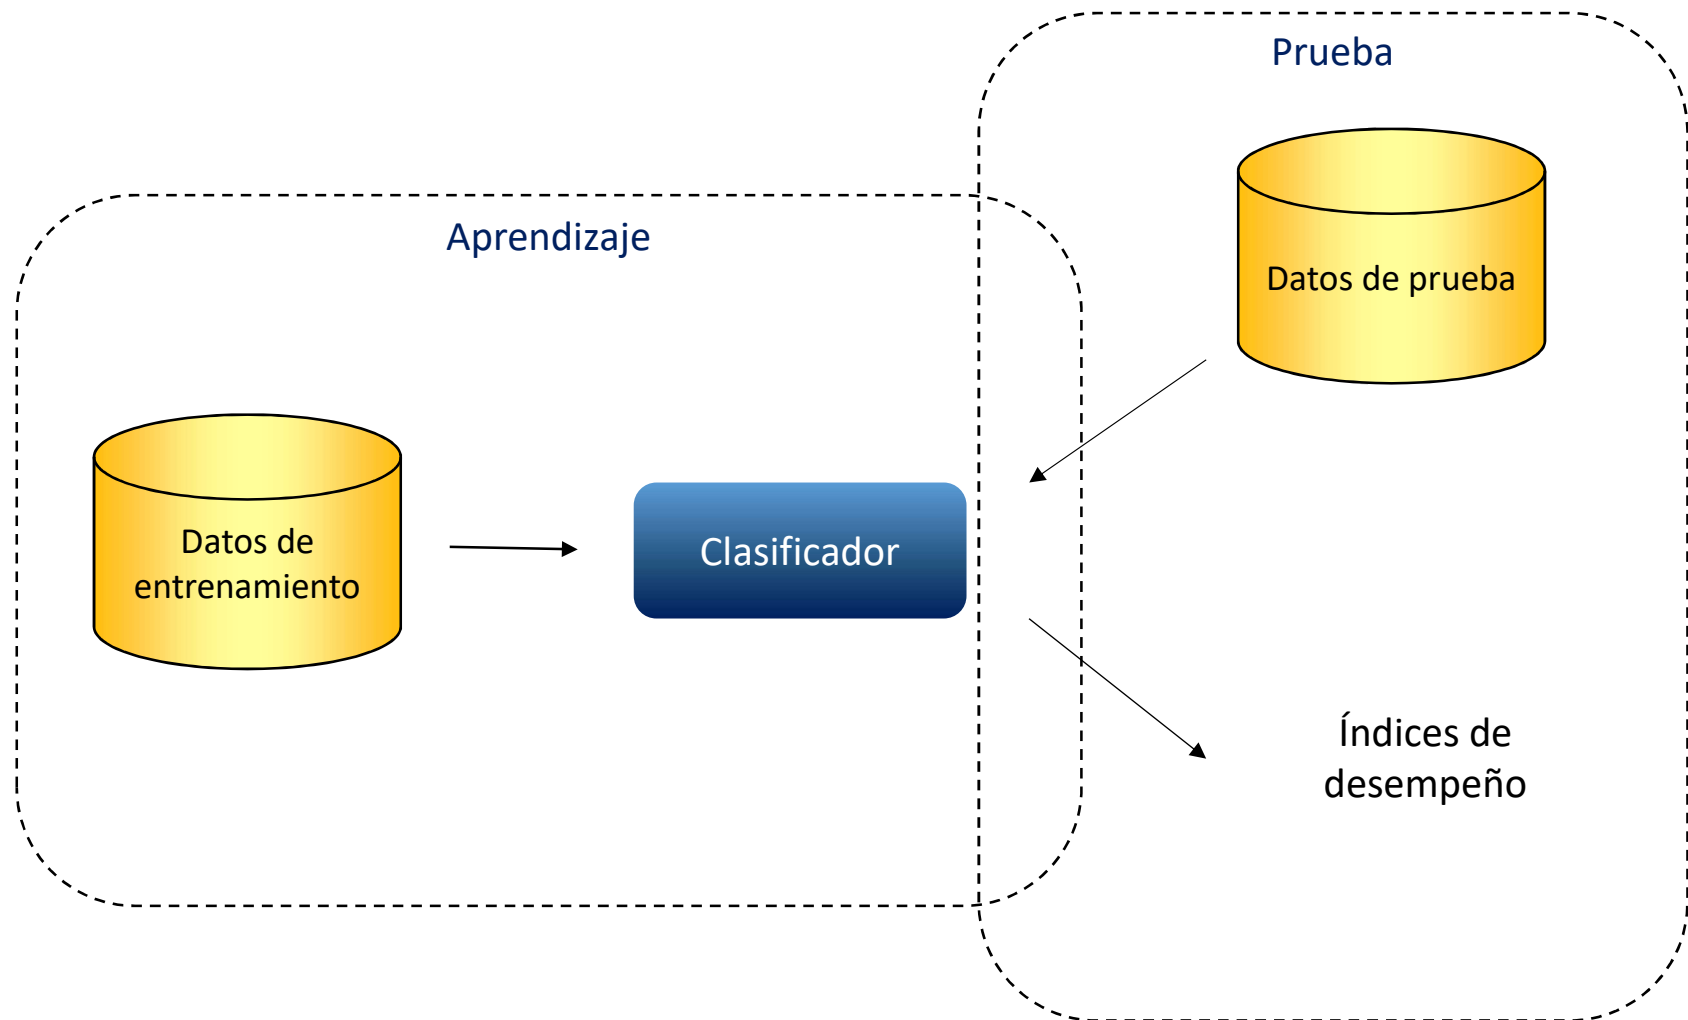 Prueba
Aprendizaje
Datos de prueba
Datos de
entrenamiento
Clasificador
Índices de
desempeño